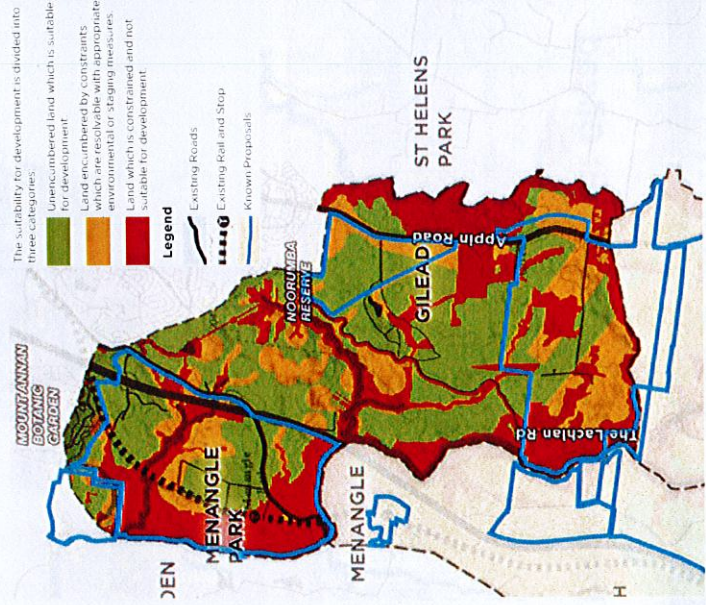 The suitability for development is divided into
three categories:
Unencumbered land which is suitable
for development
Land encumbered by constraints
which are resolvable with appropriate
environmental or staging measures.
Land which is constrained and not
suitable for development
Legend
Existing Roads
Existing Rail and Stop
Known Proposals
MOUNT ANNAN
BOTANIC
GARDEN
NOORUMBA
RESERVE
DEN
MENANGLE
PARK
MENANGLE
GILEAD
Appin Road
ST HELENS
PARK
The Lachlan Rd
H